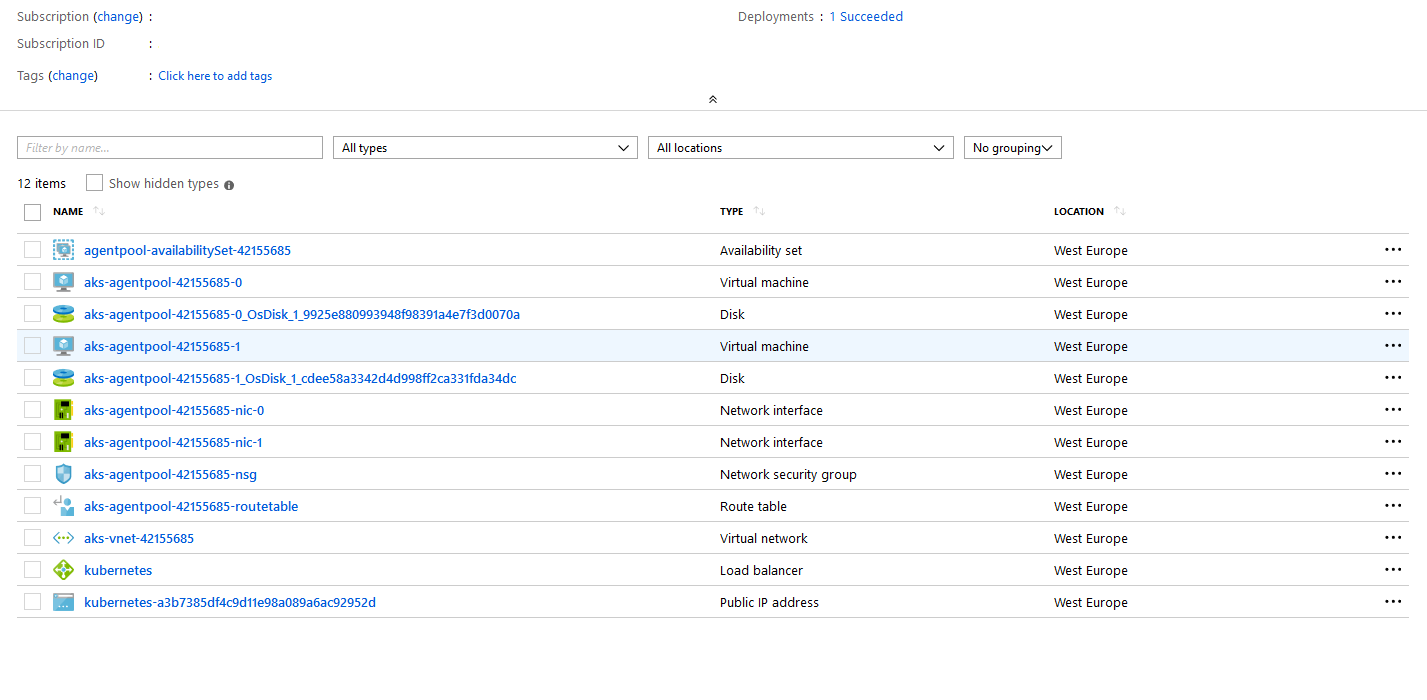 Subscription (change) : Deployments : 1 Succeeded
Subscription ID :
Tags (change) : Click here to add tags
Filter by name... All types All locations No grouping
12 items Show hidden types
NAME TYPE LOCATION
agentpool-availabilitySet-42155685 Availability set West Europe ...
aks-agentpool-42155685-0 Virtual machine West Europe ...
aks-agentpool-42155685-0_OsDisk_1_9925e880993948f98391a4e7f3d0070a Disk West Europe ...
aks-agentpool-42155685-1 Virtual machine West Europe ...
aks-agentpool-42155685-1_OsDisk_1_cdee58a3342d4d998ff2ca331fda34dc Disk West Europe ...
aks-agentpool-42155685-nic-0 Network interface West Europe ...
aks-agentpool-42155685-nic-1 Network interface West Europe ...
aks-agentpool-42155685-nsg Network security group West Europe ...
aks-agentpool-42155685-routetable Route table West Europe ...
aks-vnet-42155685 Virtual network West Europe ...
kubernetes Load balancer West Europe ...
kubernetes-a3b7385df4c9d11e98a089a6ac92952d Public IP address West Europe ...